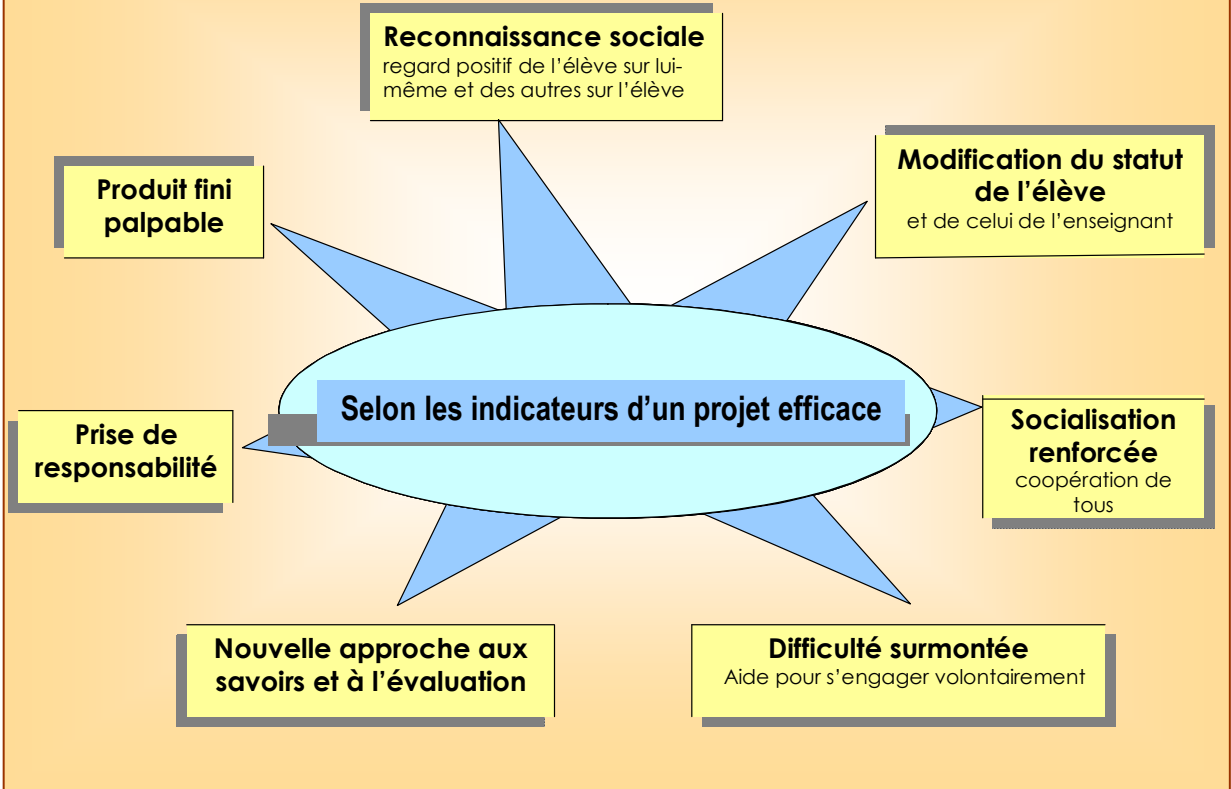 Reconnaissance sociale
regard positif de l'élève sur lui-
même et des autres sur l'élève
Modification du statut
de l'élève
et de celui de l'enseignant
Produit fini
palpable
Selon les indicateurs d'un projet efficace
Prise de
responsabilité
Socialisation
renforcée
coopération de
tous
Nouvelle approche aux
savoirs et à l'évaluation
Difficulté surmontée
Aide pour s'engager volontairement